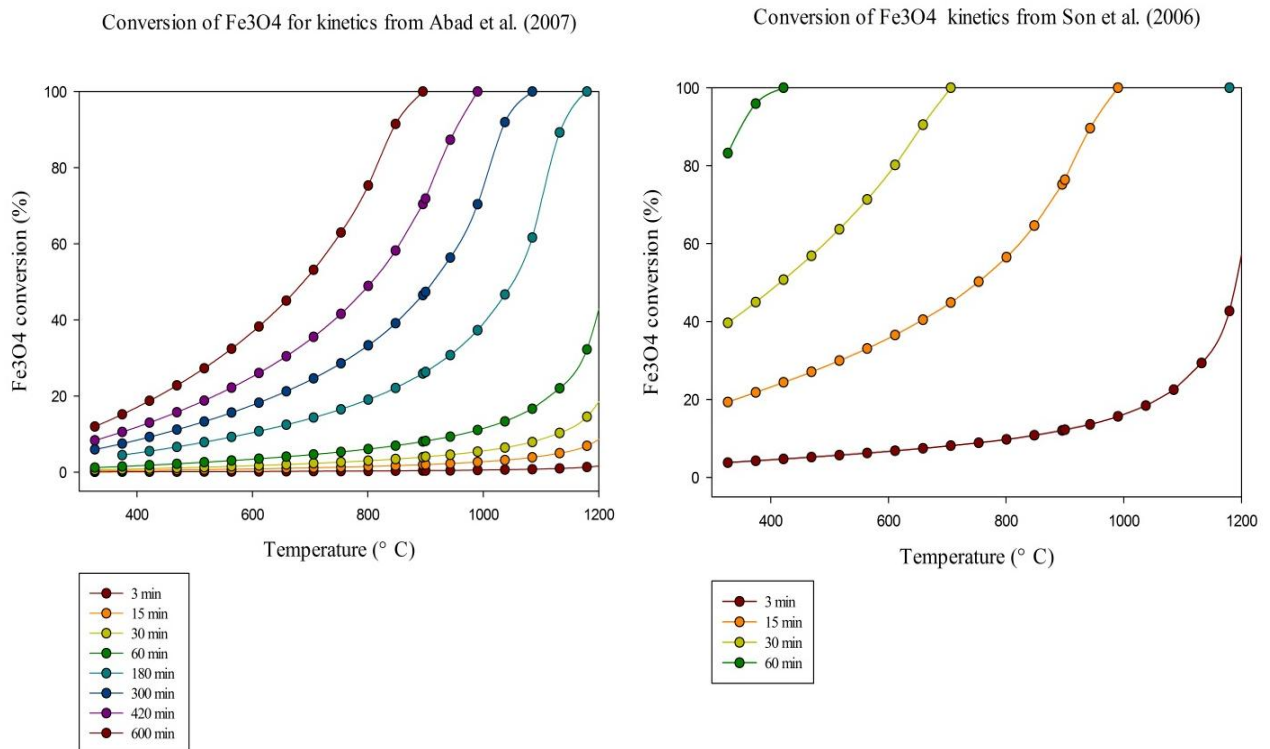 Conversion of Fe3O4 for kinetics from Abad et al. (2007)
Fe3O4 conversion (%)
100
80
60
40
20
0
400 600 800 1000 1200
Temperature (° C)
3 min
15 min
30 min
60 min
180 min
300 min
420 min
600 min
Conversion of Fe3O4 kinetics from Son et al. (2006)
Fe3O4 conversion (%)
100
80
60
40
20
0
400 600 800 1000 1200
Temperature (° C)
3 min
15 min
30 min
60 min